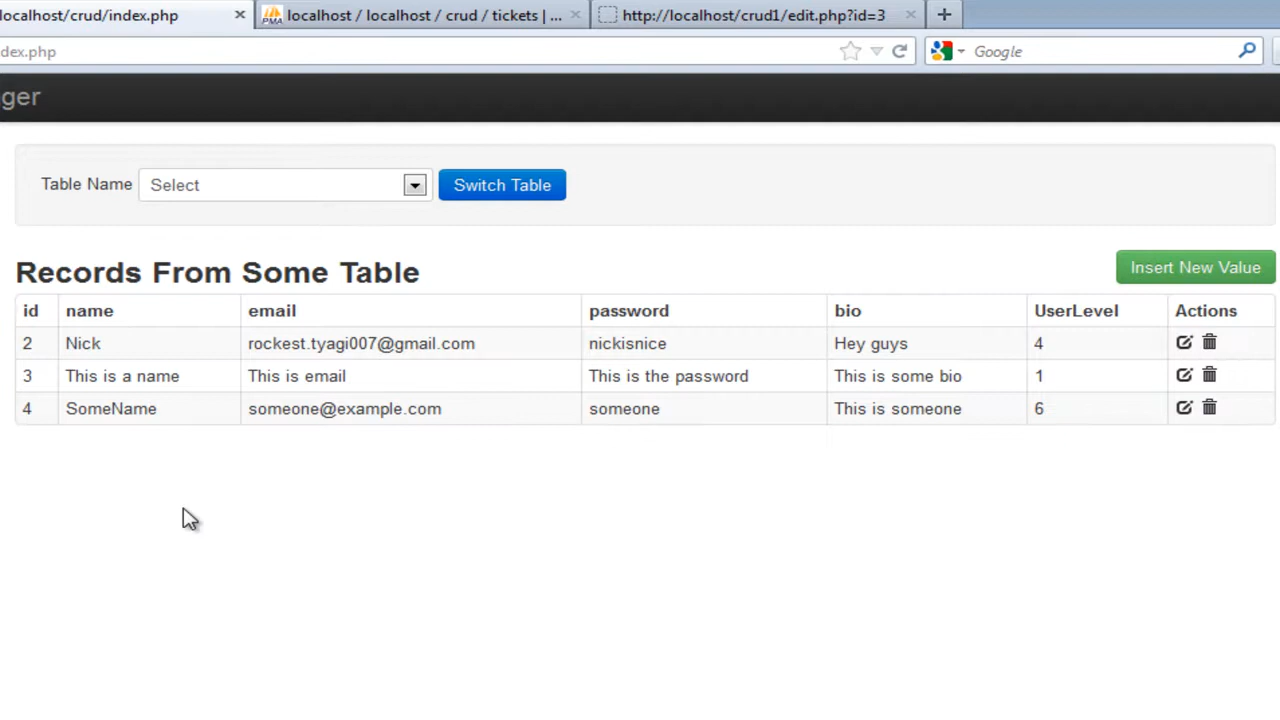 localhost/crud/index.php
localhost / localhost / crud / tickets | ...
http://localhost/crud1/edit.php?id=3
dex.php
Google
ger
Table Name Select Switch Table
Records From Some Table
Insert New Value
id name email password bio UserLevel Actions
2 Nick rockest.tyagi007@gmail.com nickisnice Hey guys 4
3 This is a name This is email This is the password This is some bio 1
4 SomeName someone@example.com someone This is someone 6